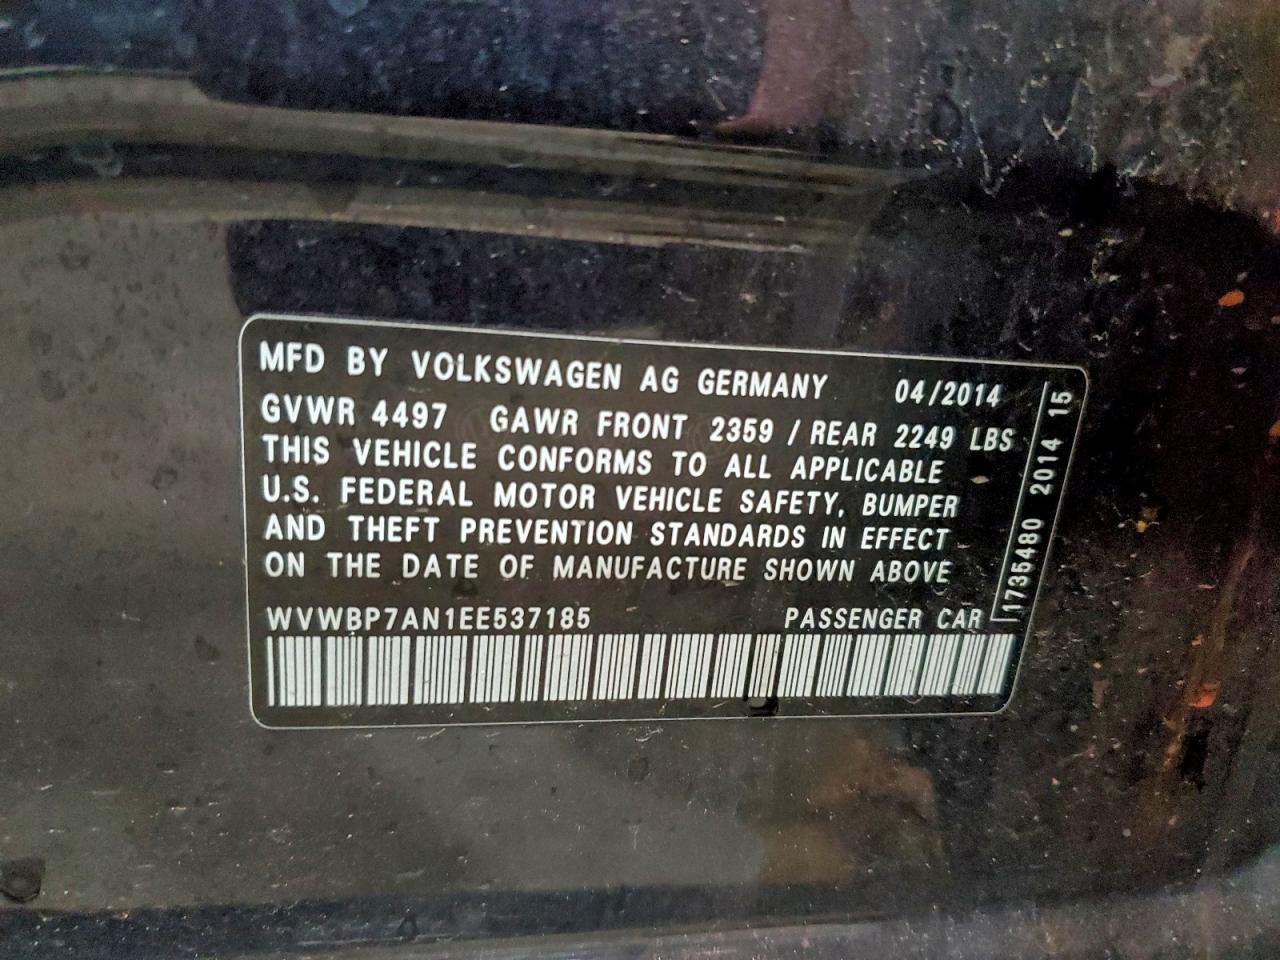 MFD BY VOLKSWAGEN AG GERMANY 04/2014
GVWR 4497 GAWR FRONT 2359 / REAR 2249 LBS
THIS VEHICLE CONFORMS TO ALL APPLICABLE
U.S. FEDERAL MOTOR VEHICLE SAFETY, BUMPER
AND THEFT PREVENTION STANDARDS IN EFFECT
ON THE DATE OF MANUFACTURE SHOWN ABOVE
WVWBP7AN1EE537185 PASSENGER CAR
1735480 2014 15